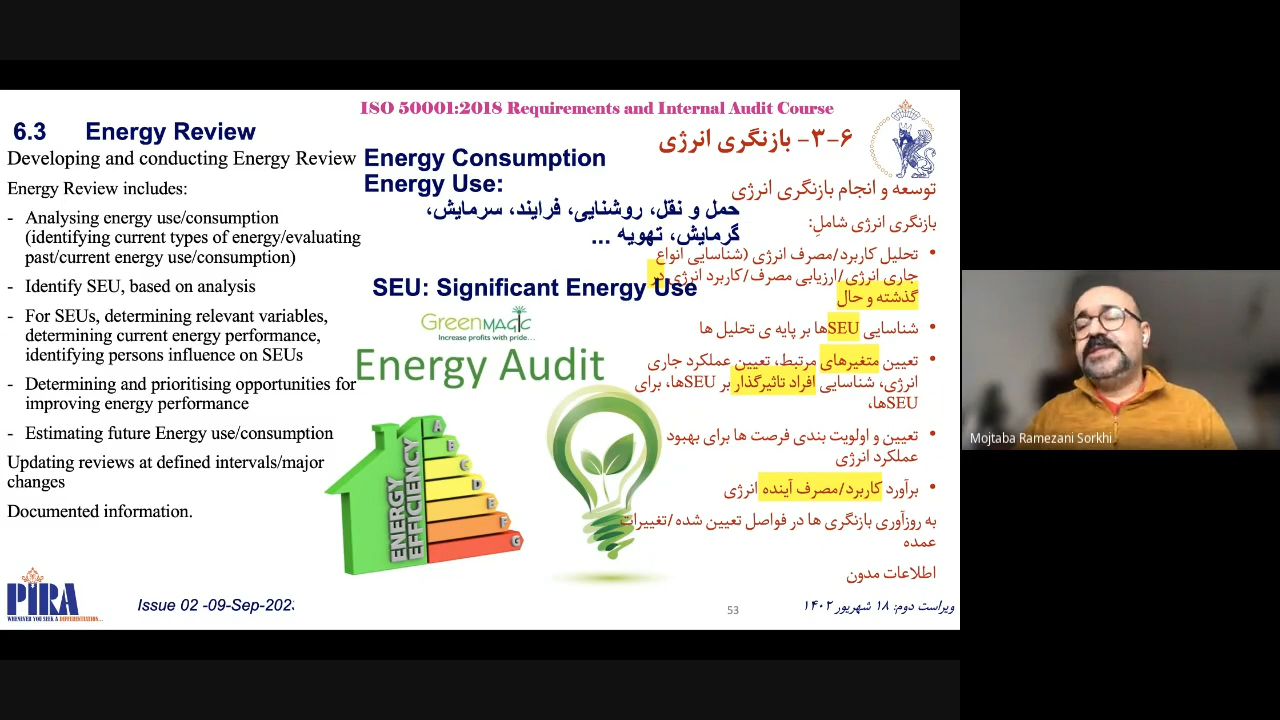 ISO 50001:2018 Requirements and Internal Audit Course
6.3 Energy Review
Developing and conducting Energy Review
Energy Review includes:
- Analysing energy use/consumption
(identifying current types of energy/evaluating
past/current energy use/consumption)
- Identify SEU, based on analysis
- For SEUs, determining relevant variables,
determining current energy performance,
identifying persons influence on SEUs
- Determining and prioritising opportunities for
improving energy performance
- Estimating future Energy use/consumption
Updating reviews at defined intervals/major
changes
Documented information.
Energy Consumption
Energy Use:
حمل و نقل، روشنایی، فرایند، سرمایش،
گرمایش، تهویه ...
SEU: Significant Energy Use
GreenMAGIC
Increase profits with pride...
Energy Audit
ENERGY
EFFICIENCY
A
B
C
D
E
F
G
۶-۳- بازنگری انرژی
توسعه و انجام بازنگری انرژی
بازنگری انرژی شاملِ:
• تحلیل کاربرد/مصرف انرژی (شناسایی انواع
جاری انرژی/ارزیابی مصرف/کاربرد انرژی در
گذشته و حال
• شناسایی SEUها بر پایه ی تحلیل ها
• تعیین متغیرهای مرتبط، تعیین عملکرد جاری
انرژی، شناسایی افراد تاثیرگذار بر SEUها، برای
SEUها،
• تعیین و اولویت بندی فرصت ها برای بهبود
عملکرد انرژی
• برآورد کاربرد/مصرف آینده انرژی
به روزآوری بازنگری ها در فواصل تعیین شده/تغییرات
عمده
اطلاعات مدون
PIRA
WHENEVER YOU SEEK A DIFFERENTIATION...
Issue 02 -09-Sep-2023
53
ویراست دوم: ۱۸ شهریور ۱۴۰۲
Mojtaba Ramezani Sorkhi